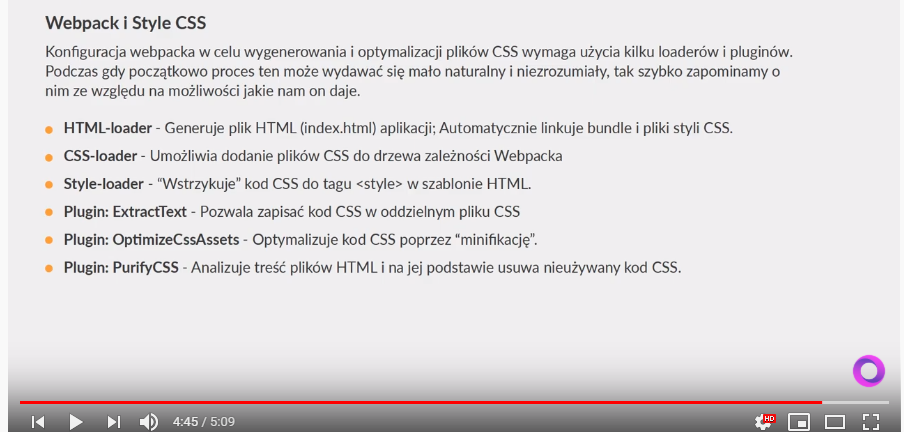 Webpack i Style CSS
Konfiguracja webpacka w celu wygenerowania i optymalizacji plików CSS wymaga użycia kilku loaderów i pluginów.
Podczas gdy początkowo proces ten może wydawać się mało naturalny i niezrozumiały, tak szybko zapominamy o
nim ze względu na możliwości jakie nam on daje.
HTML-loader - Generuje plik HTML (index.html) aplikacji; Automatycznie linkuje bundle i pliki styli CSS.
CSS-loader - Umożliwia dodanie plików CSS do drzewa zależności Webpacka
Style-loader - “Wstrzykuje” kod CSS do tagu <style> w szablonie HTML.
Plugin: ExtractText - Pozwala zapisać kod CSS w oddzielnym pliku CSS
Plugin: OptimizeCssAssets - Optymalizuje kod CSS poprzez “minifikację”.
Plugin: PurifyCSS - Analizuje treść plików HTML i na jej podstawie usuwa nieużywany kod CSS.
4:45 / 5:09
HD